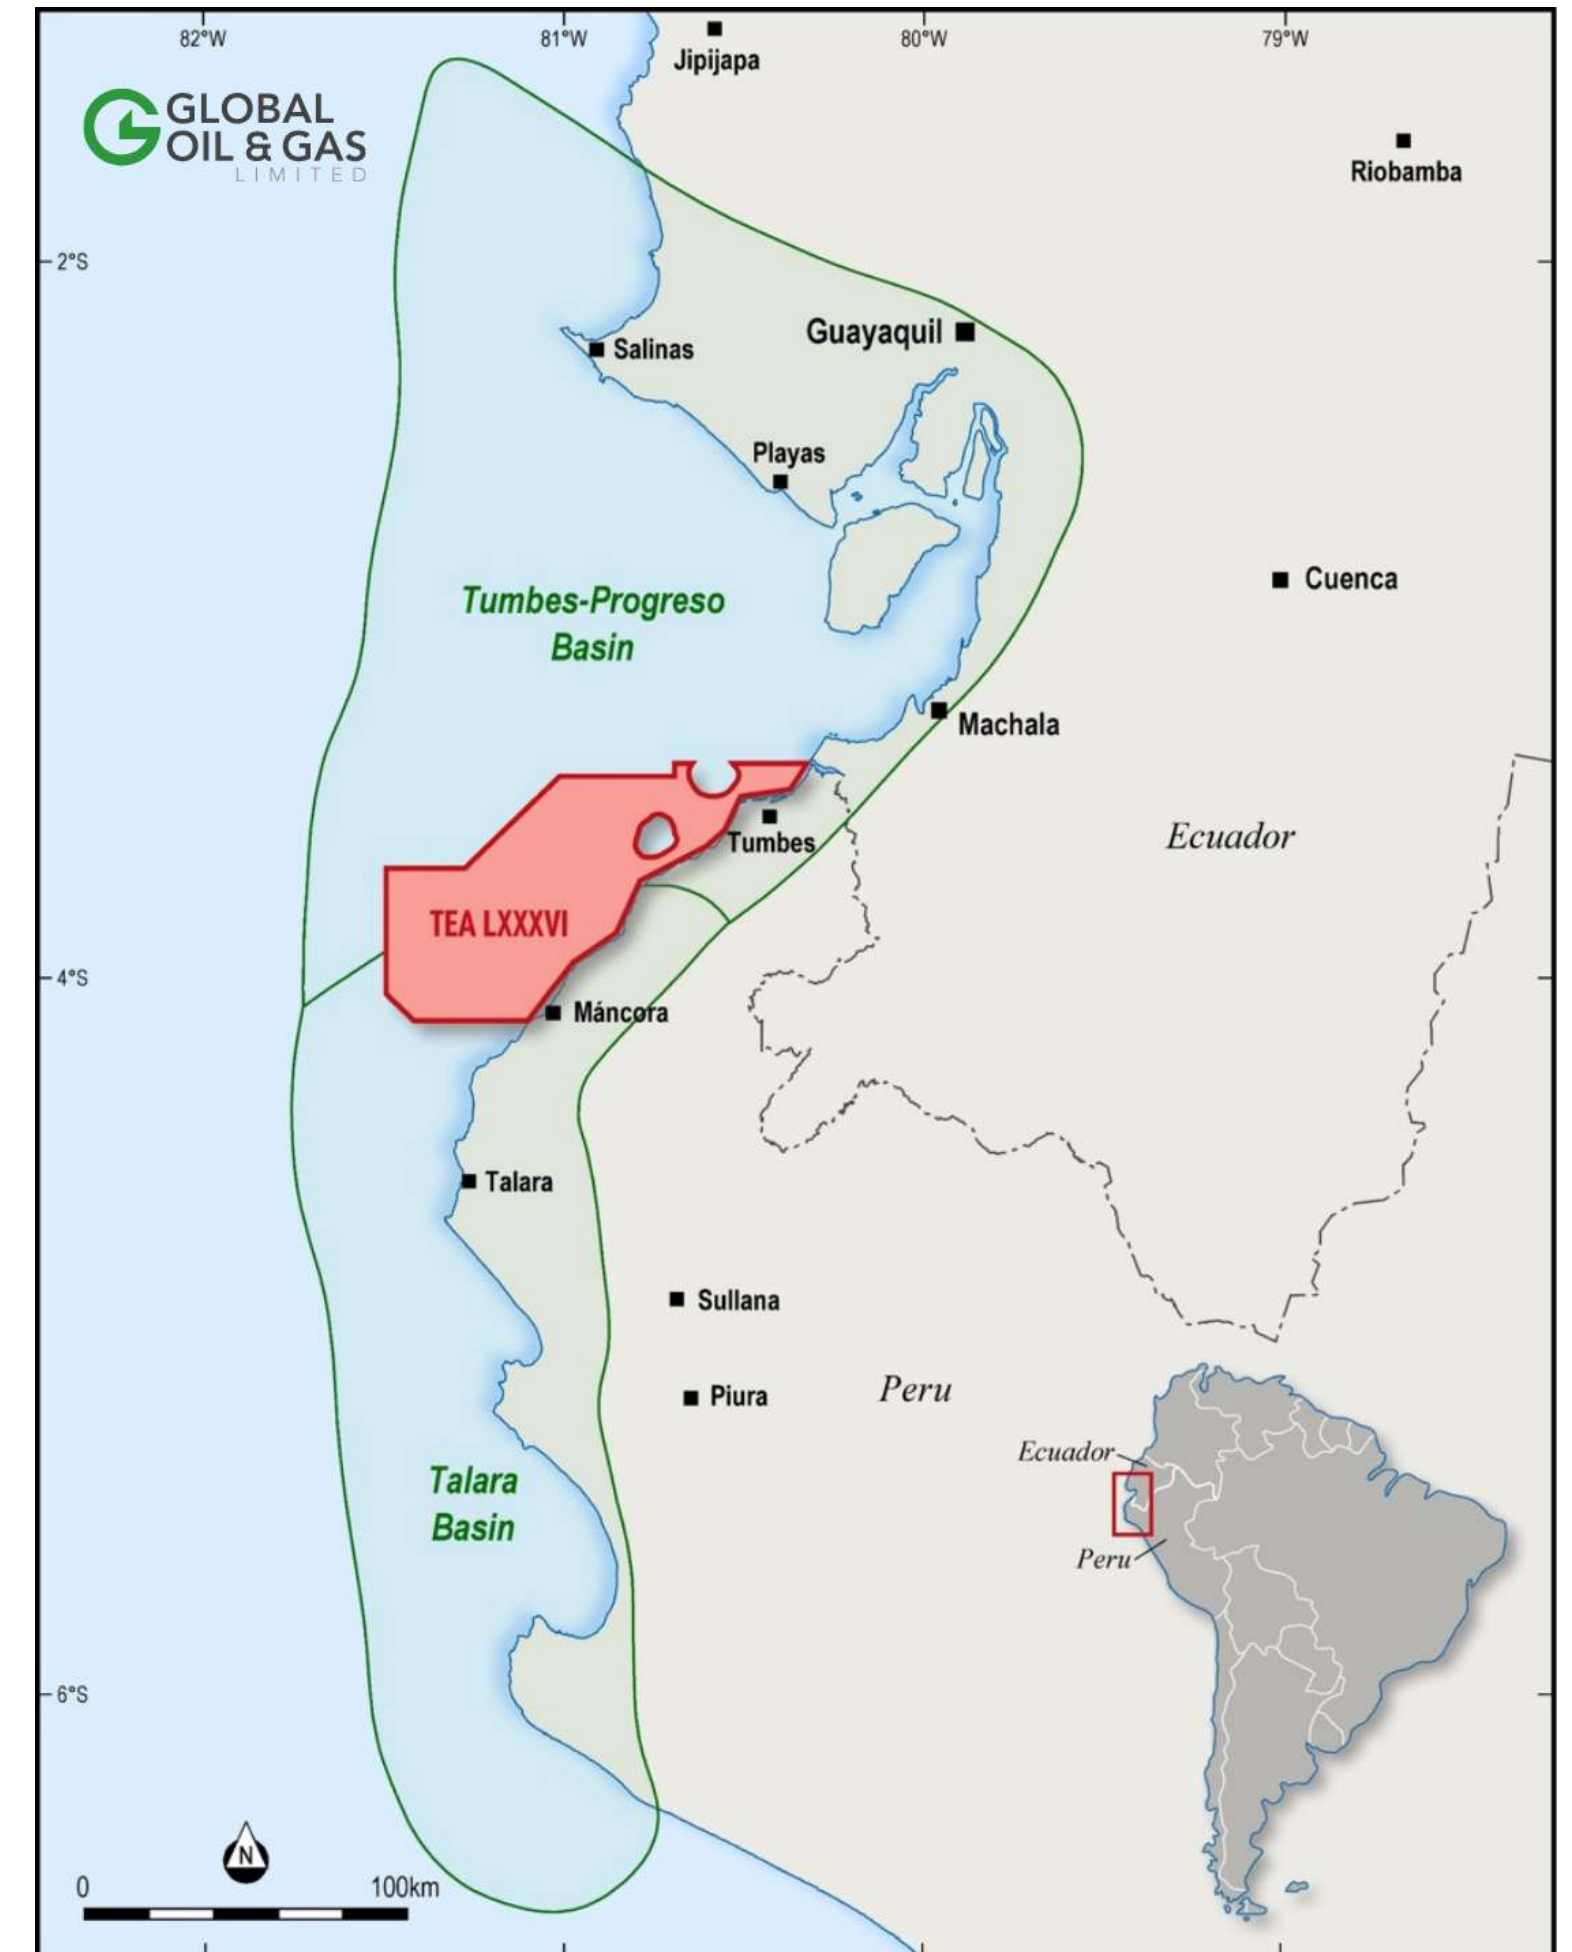 82°W
81°W
80°W
79°W
Jipijapa
GLOBAL
OIL & GAS
LIMITED
Riobamba
2°S
Guayaquil
Salinas
Playas
Cuenca
Tumbes-Progreso
Basin
Machala
Tumbes
Ecuador
TEA LXXXVI
4°S
Máncora
Talara
Sullana
Peru
Piura
Ecuador
Talara
Basin
Peru
6°S
N
0
100km